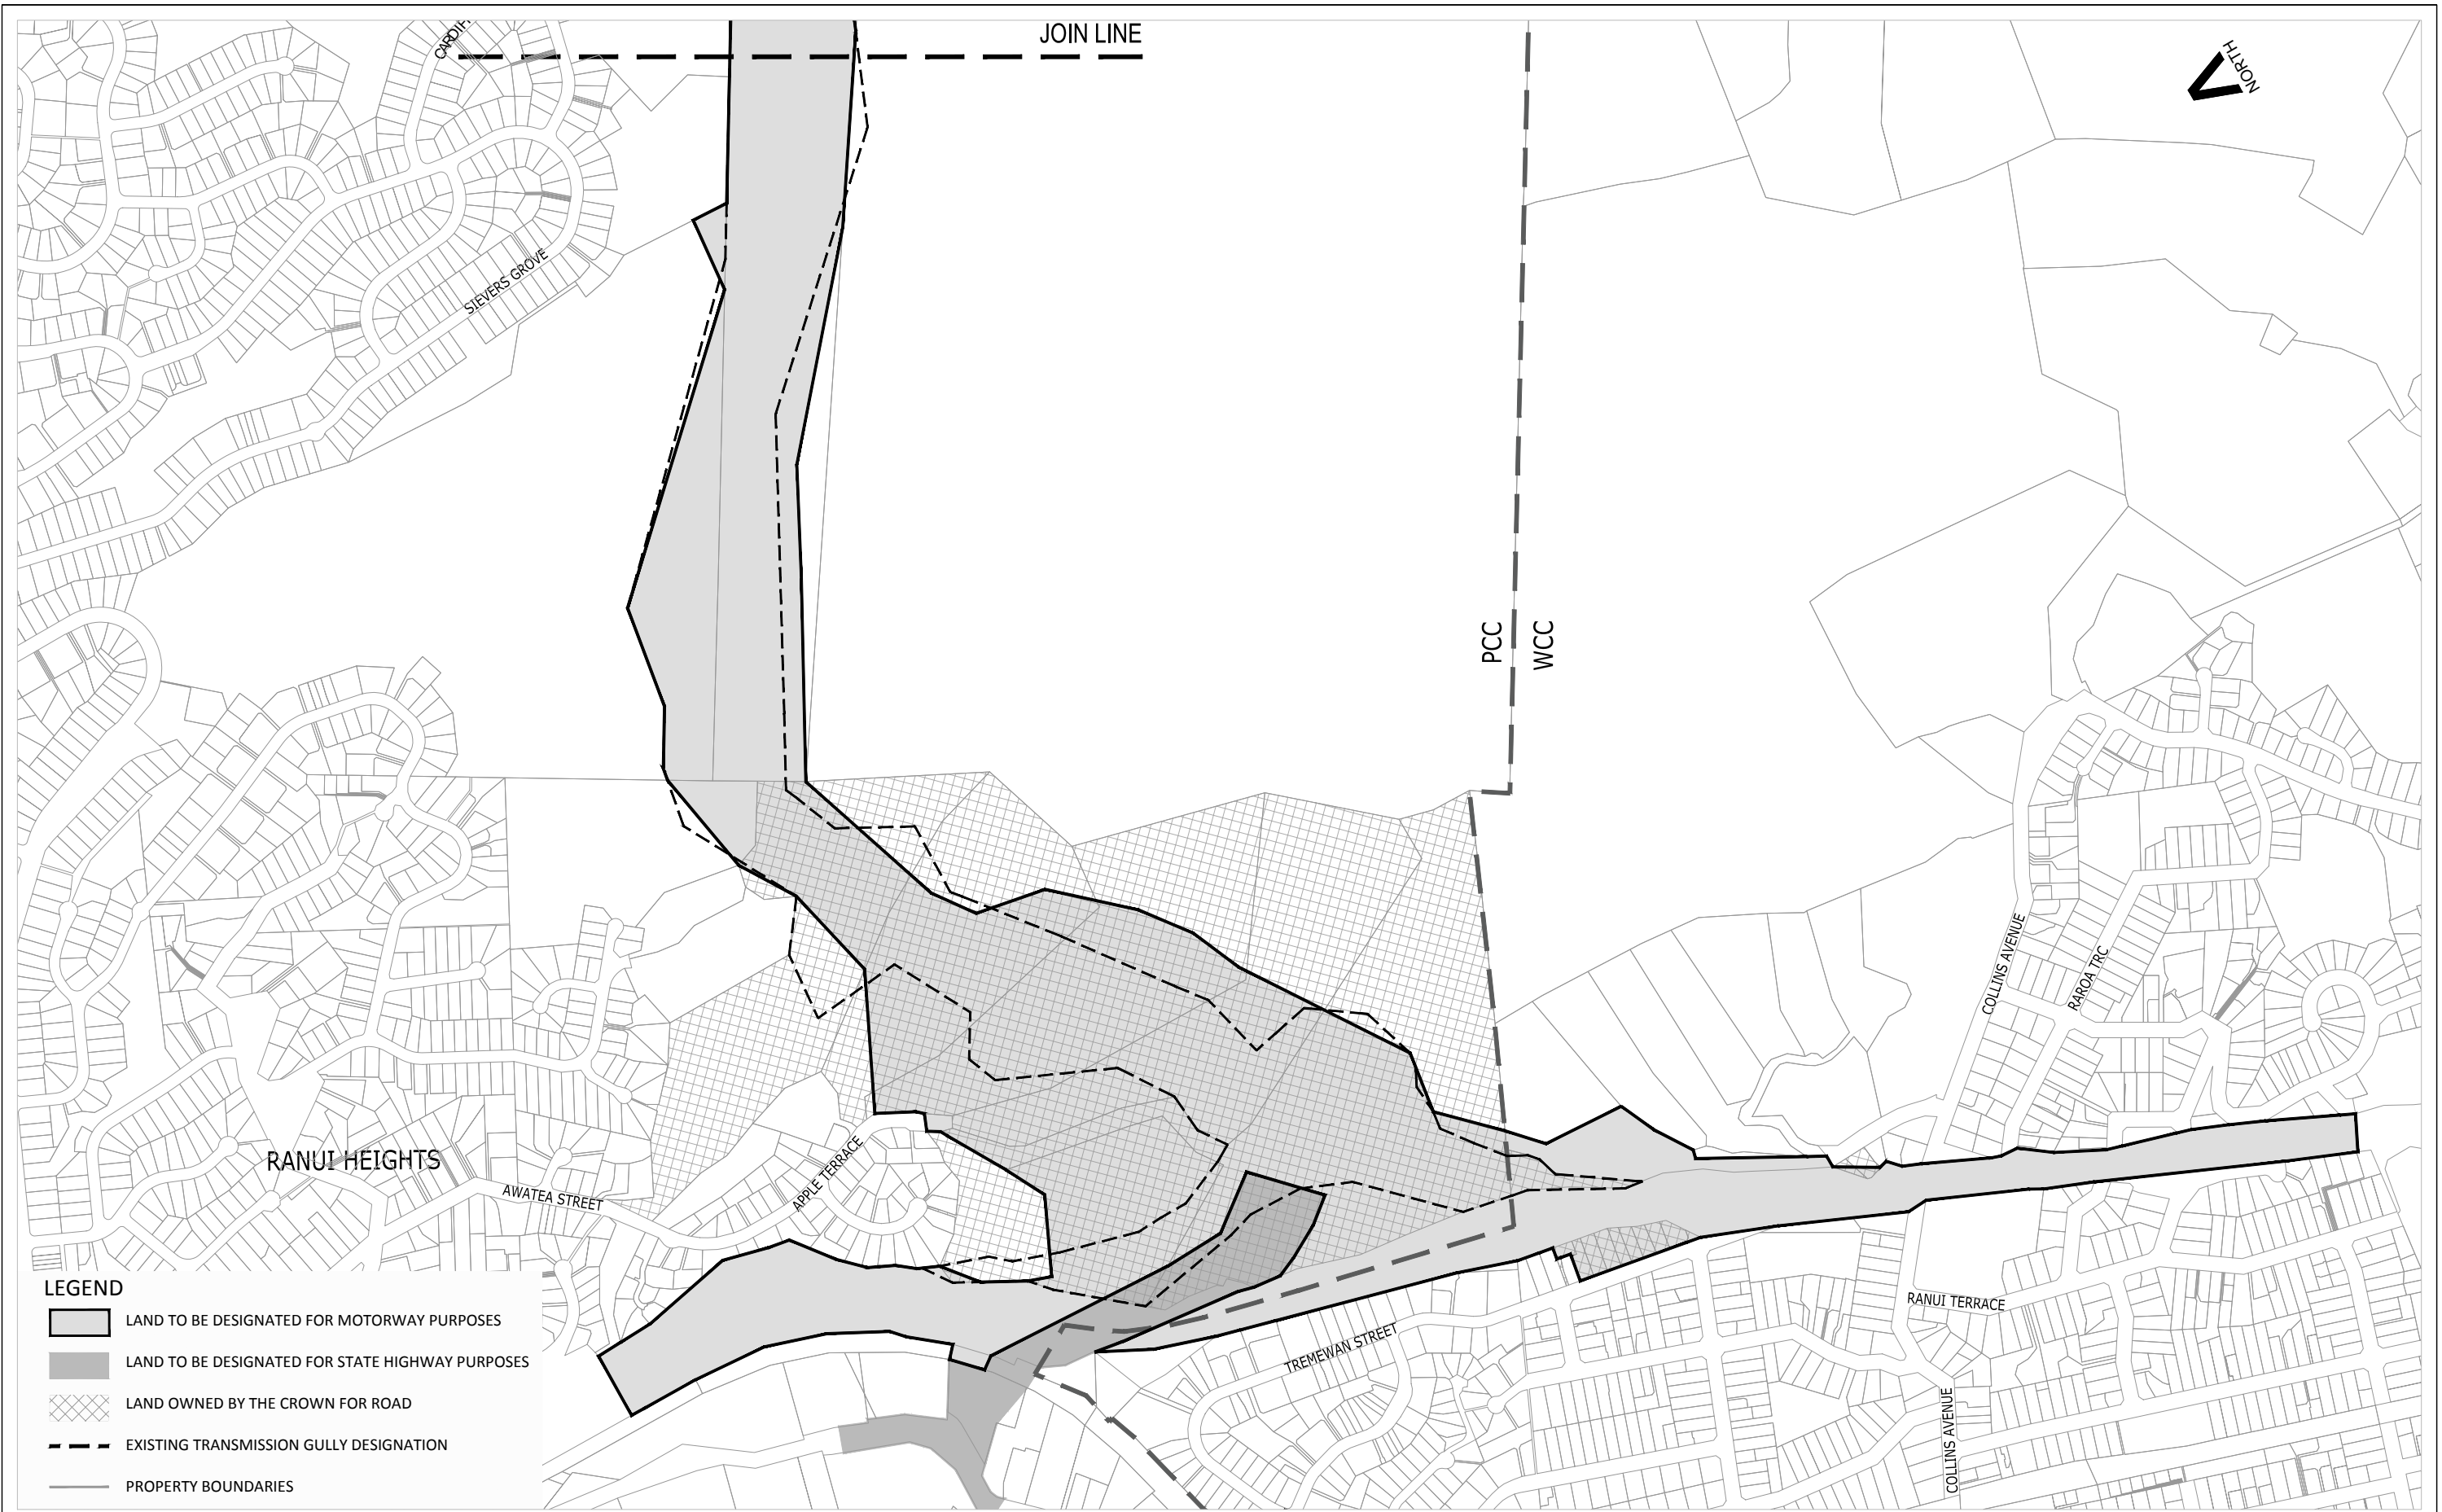 JOIN LINE
NORTH
SIEVERS GROVE
PCC
WCC
COLLINS AVENUE
RAROA TRC
RANUI HEIGHTS
APPLE TERRACE
AWATEA STREET
RANUI TERRACE
TREMEWAN STREET
COLLINS AVENUE
LEGEND
LAND TO BE DESIGNATED FOR MOTORWAY PURPOSES
LAND TO BE DESIGNATED FOR STATE HIGHWAY PURPOSES
LAND OWNED BY THE CROWN FOR ROAD
EXISTING TRANSMISSION GULLY DESIGNATION
PROPERTY BOUNDARIES